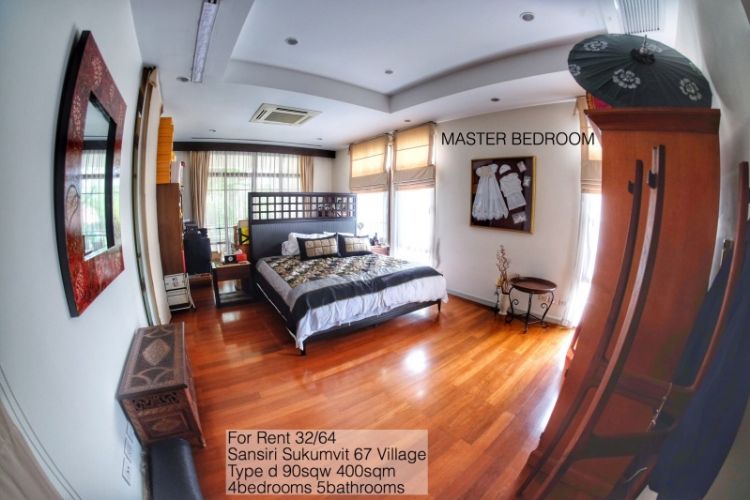 MASTER BEDROOM
For Rent 32/64
Sansiri Sukumvit 67 Village
Type d 90sqw 400sqm
4bedrooms 5bathrooms